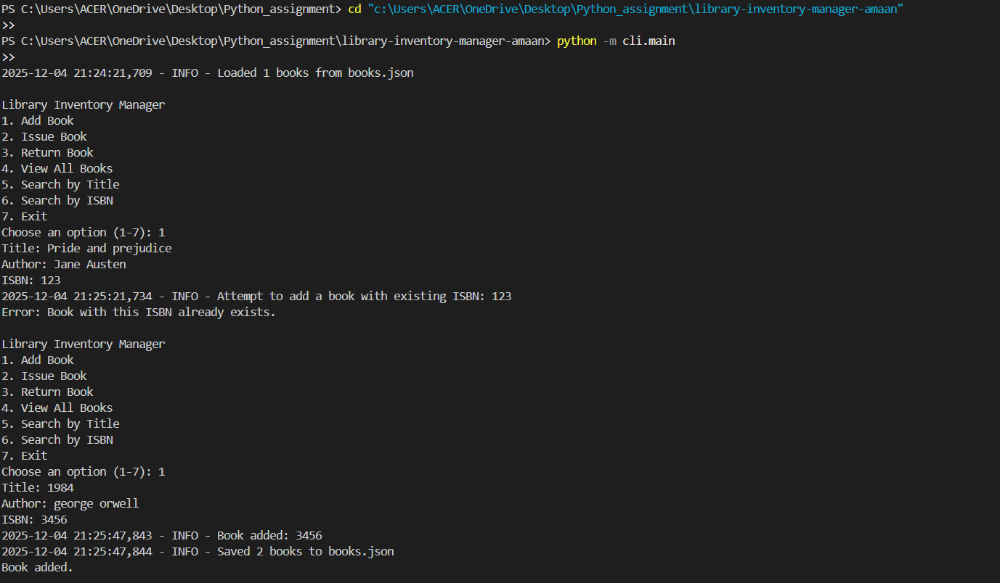 PS C:\Users\ACER\OneDrive\Desktop\Python_assignment> cd "c:\Users\ACER\OneDrive\Desktop\Python_assignment\library-inventory-manager-amaan"
>>
PS C:\Users\ACER\OneDrive\Desktop\Python_assignment\library-inventory-manager-amaan> python -m cli.main
>>
2025-12-04 21:24:21,709 - INFO - Loaded 1 books from books.json
Library Inventory Manager
1. Add Book
2. Issue Book
3. Return Book
4. View All Books
5. Search by Title
6. Search by ISBN
7. Exit
Choose an option (1-7): 1
Title: Pride and prejudice
Author: Jane Austen
ISBN: 123
2025-12-04 21:25:21,734 - INFO - Attempt to add a book with existing ISBN: 123
Error: Book with this ISBN already exists.
Library Inventory Manager
1. Add Book
2. Issue Book
3. Return Book
4. View All Books
5. Search by Title
6. Search by ISBN
7. Exit
Choose an option (1-7): 1
Title: 1984
Author: george orwell
ISBN: 3456
2025-12-04 21:25:47,843 - INFO - Book added: 3456
2025-12-04 21:25:47,844 - INFO - Saved 2 books to books.json
Book added.